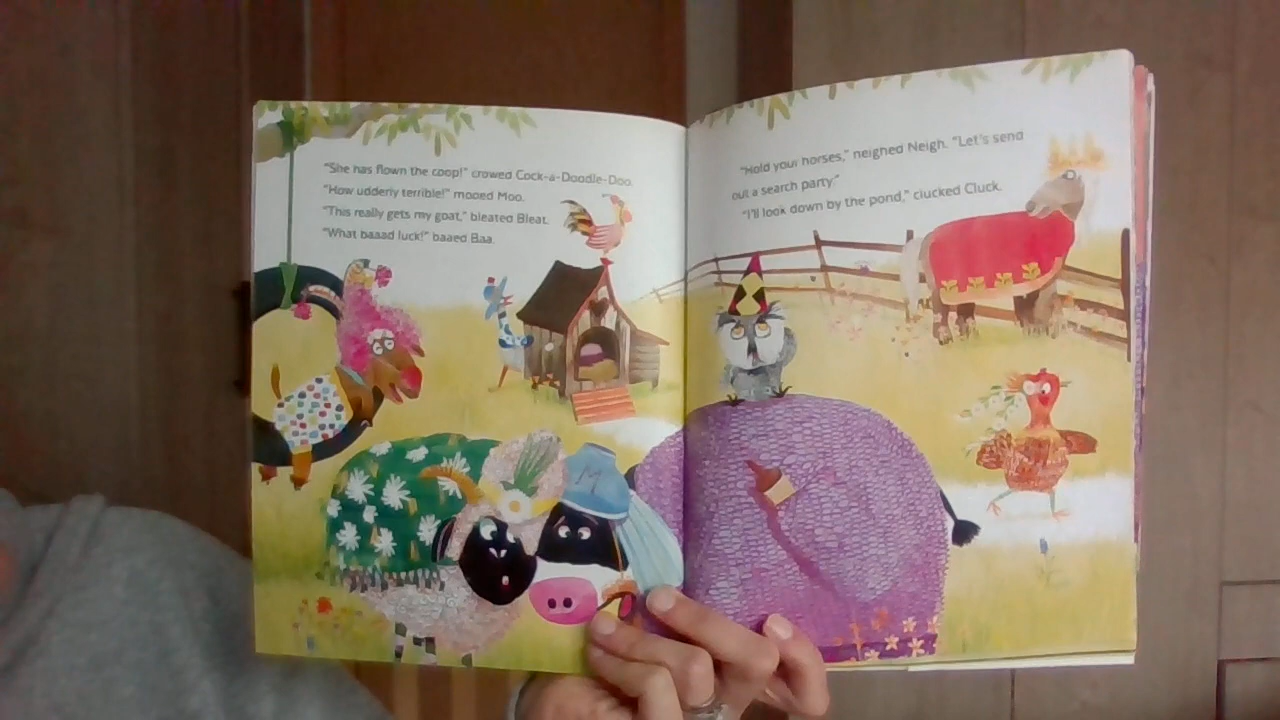 "She has flown the coop!" crowed Cock-a-Doodle-Doo.
"How udderly terrible!" mooed Moo.
"This really gets my goat," bleated Bleat.
"What baaad luck!" baaed Baa.
M
"Hold your horses," neighed Neigh. "Let's send
out a search party."
"I'll look down by the pond," clucked Cluck.